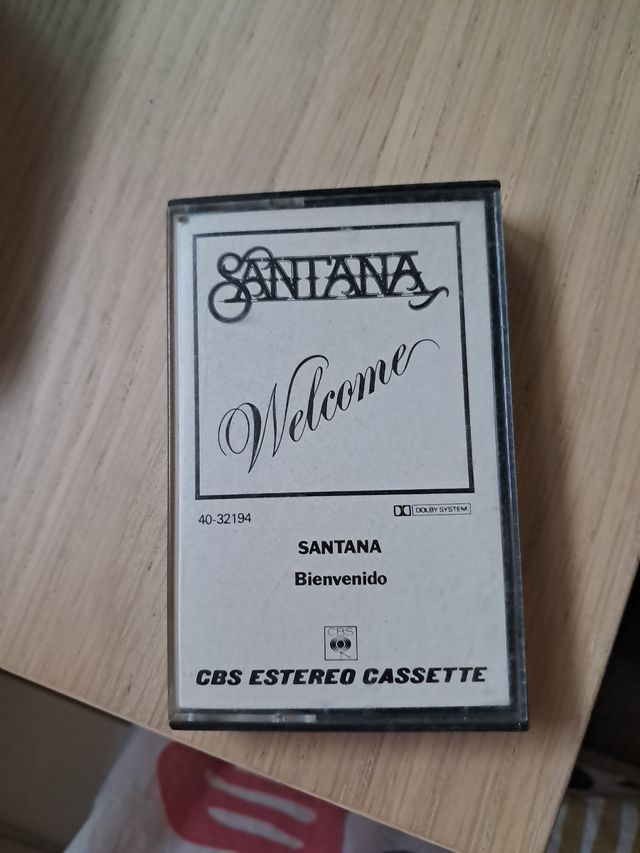 SANTANA
Welcome
40-32194
DOLBY SYSTEM
SANTANA
Bienvenido
CBS
CBS ESTEREO CASSETTE